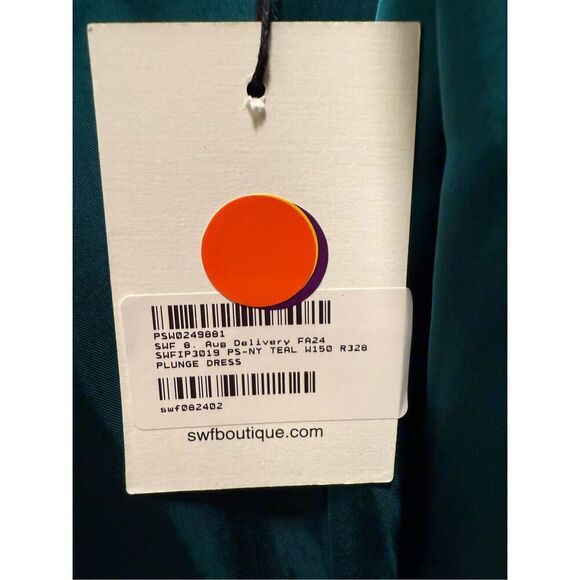 PSW0249881
SWF 8. Aug Delivery FA24
SWFIP3019 PS-NY TEAL W150 R328
PLUNGE DRESS
swf082402
swfboutique.com